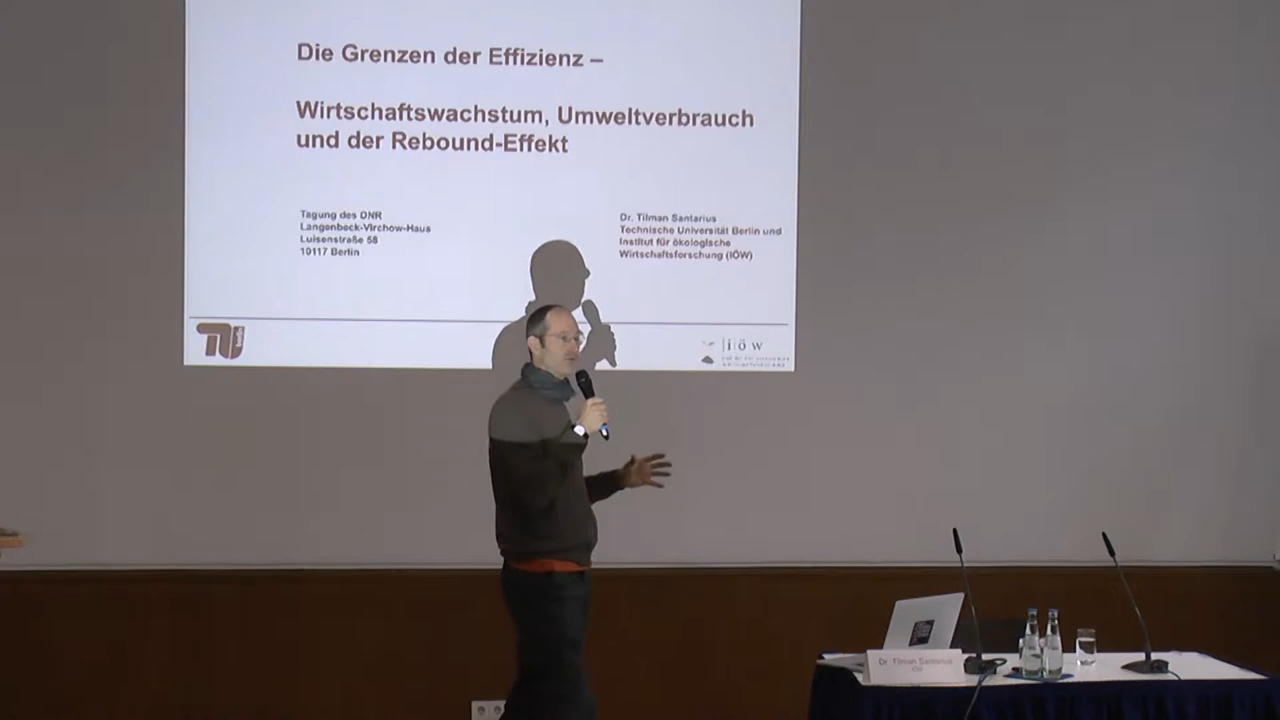 Die Grenzen der Effizienz –
Wirtschaftswachstum, Umweltverbrauch
und der Rebound-Effekt
Tagung des DNR
Langenbeck-Virchow-Haus
Luisenstraße 58
10117 Berlin
Dr. Tilman Santarius
Technische Universität Berlin und
Institut für ökologische
Wirtschaftsforschung (IÖW)
berlin
i ö w
Dr. Tilman Santarius